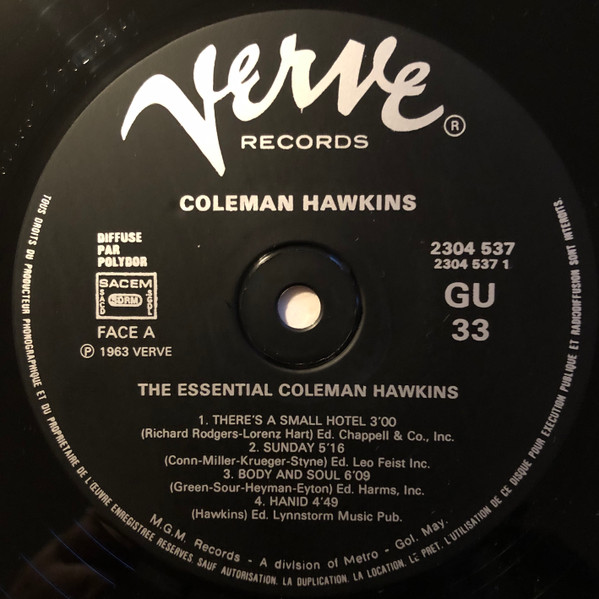 Verve
RECORDS
®
COLEMAN HAWKINS
DIFFUSE
PAR
POLYDOR
SACEM
SACD SDRM SGDL
FACE A
℗ 1963 VERVE
2304 537
2304 537 1
GU
33
THE ESSENTIAL COLEMAN HAWKINS
1. THERE'S A SMALL HOTEL 3'00
(Richard Rodgers-Lorenz Hart) Ed. Chappell & Co., Inc.
2. SUNDAY 5'16
(Conn-Miller-Krueger-Styne) Ed. Leo Feist Inc.
3. BODY AND SOUL 6'09
(Green-Sour-Heyman-Eyton) Ed. Harms, Inc.
4. HANID 4'49
(Hawkins) Ed. Lynnstorm Music Pub.
M.G.M. Records - A division of Metro - Gol. May.
TOUS DROITS DU PRODUCTEUR PHONOGRAPHIQUE ET DU PROPRIETAIRE DE L'ŒUVRE ENREGISTREE RESERVES. SAUF AUTORISATION. LA DUPLICATION. LA LOCATION. LE PRET. L'UTILISATION DE CE DISQUE POUR EXECUTION PUBLIQUE ET RADIODIFFUSION SONT INTERDITS.